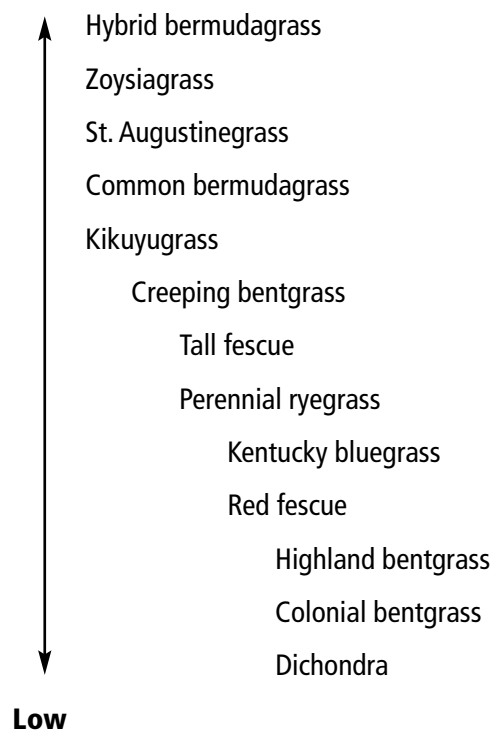 Hybrid bermudagrass
Zoysiagrass
St. Augustinegrass
Common bermudagrass
Kikuyugrass
Creeping bentgrass
Tall fescue
Perennial ryegrass
Kentucky bluegrass
Red fescue
Highland bentgrass
Colonial bentgrass
Dichondra
Low